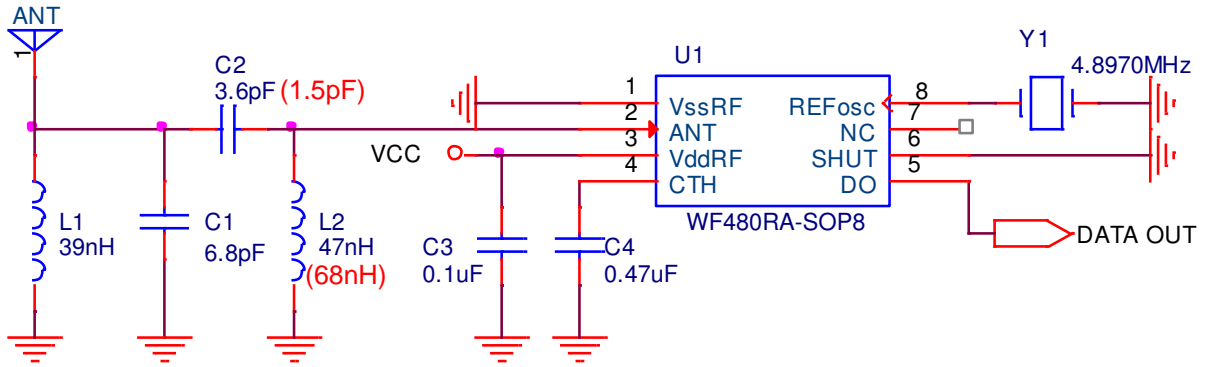 ANT
1
C2
3.6pF (1.5pF)
L1
39nH
C1
6.8pF
L2
47nH
(68nH)
VCC
C3
0.1uF
C4
0.47uF
U1
1
2
3
4
VssRF
ANT
VddRF
CTH
REFosc
NC
SHUT
DO
8
7
6
5
WF480RA-SOP8
Y1
4.8970MHz
DATA OUT